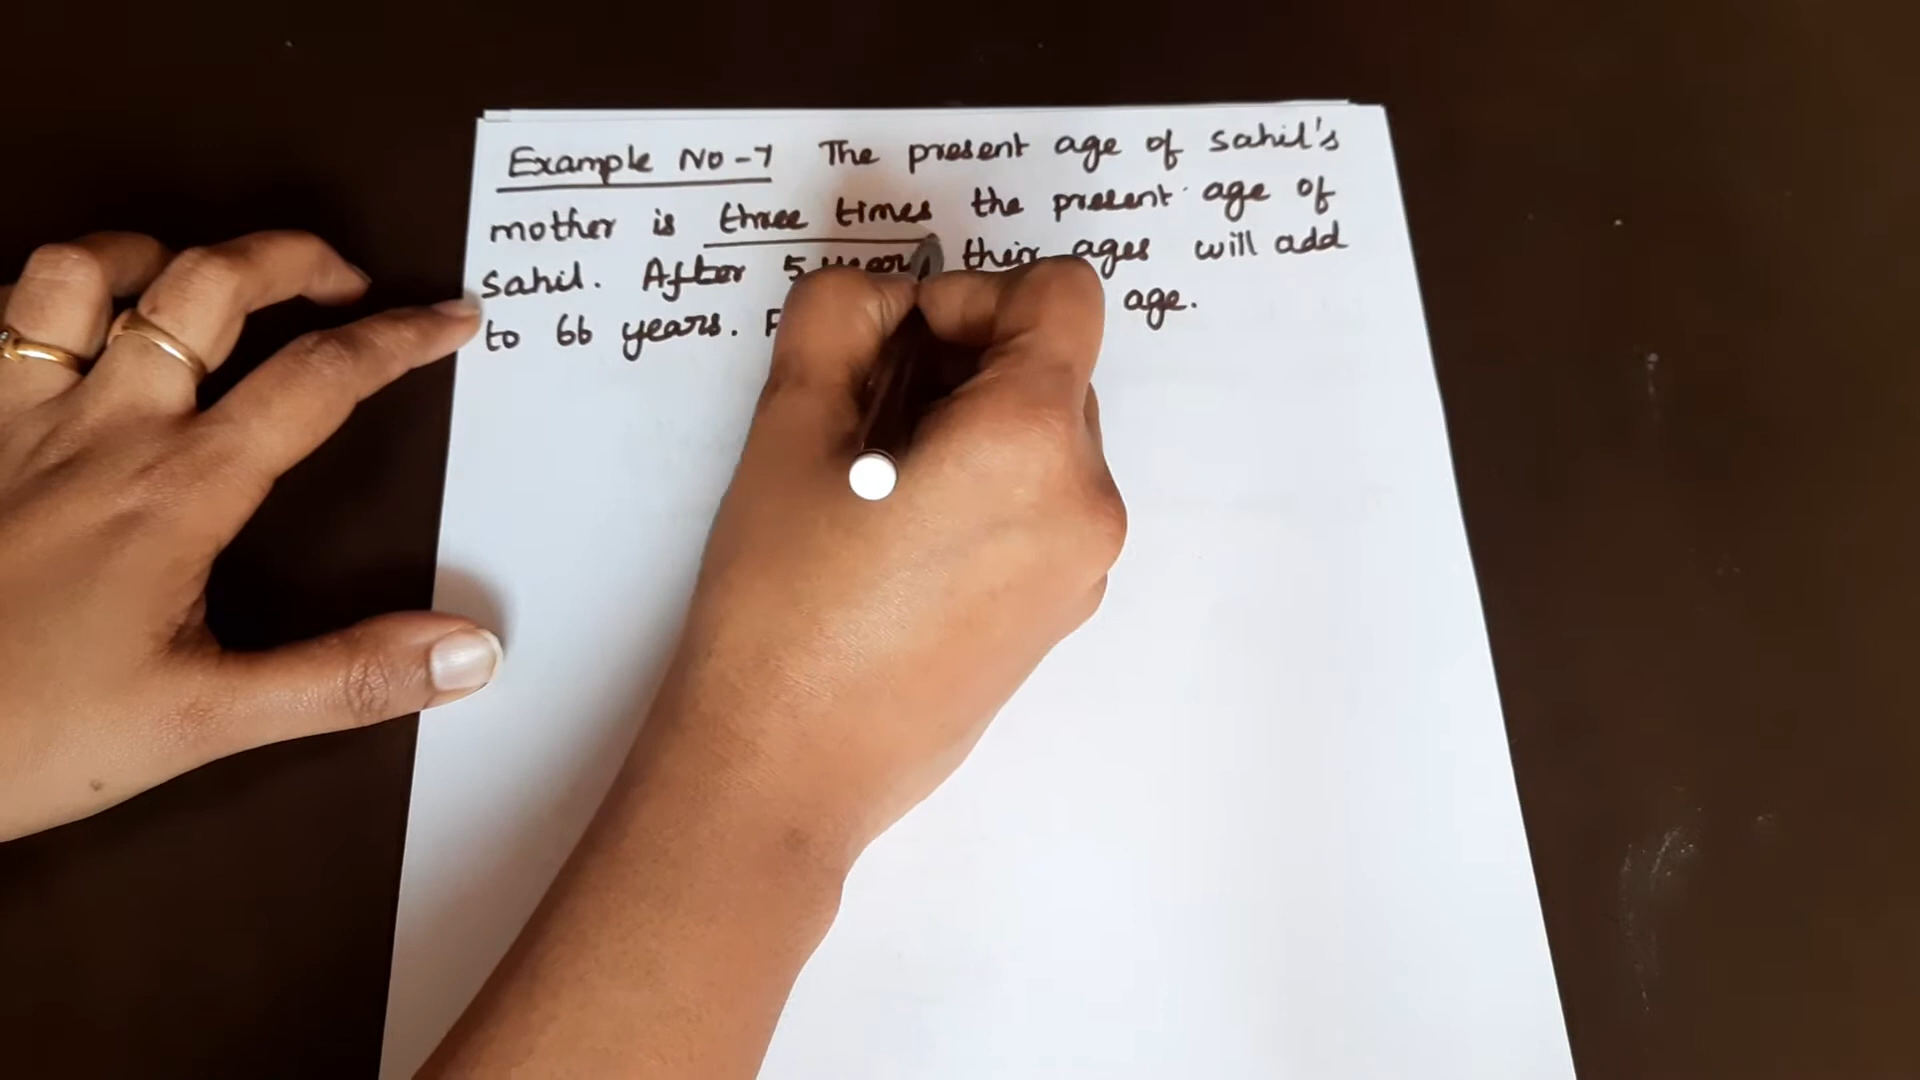 Example No-7 The present age of sahil's
mother is three times the present age of
sahil. After 5 years their ages will add
to 66 years. age.